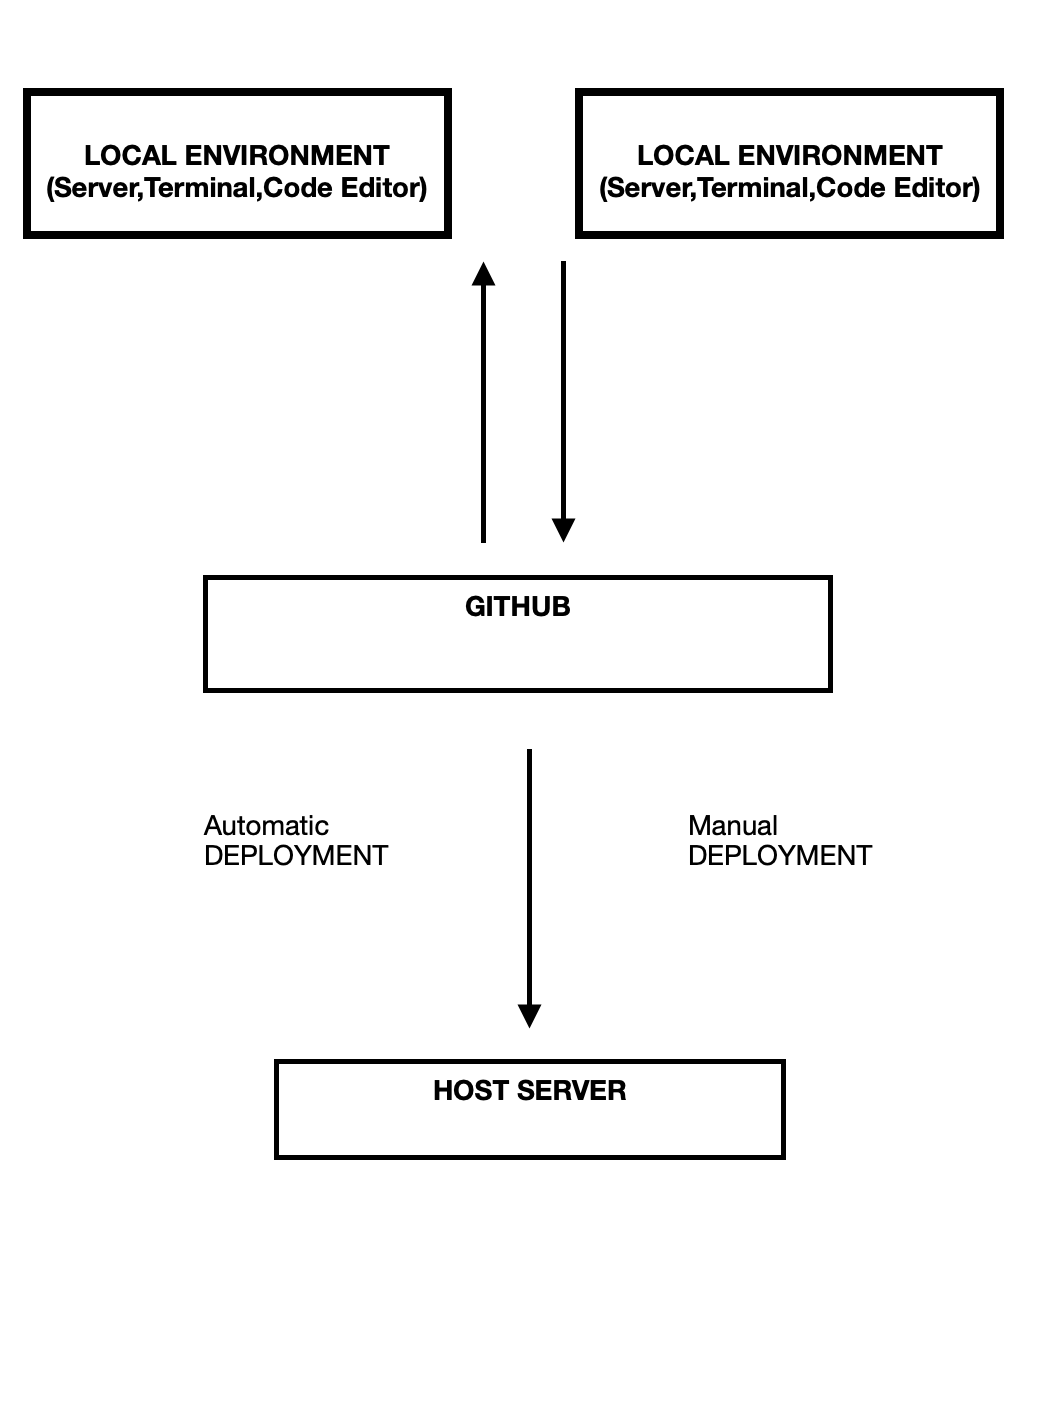 LOCAL ENVIRONMENT
(Server,Terminal,Code Editor)
LOCAL ENVIRONMENT
(Server,Terminal,Code Editor)
GITHUB
Automatic
DEPLOYMENT
Manual
DEPLOYMENT
HOST SERVER